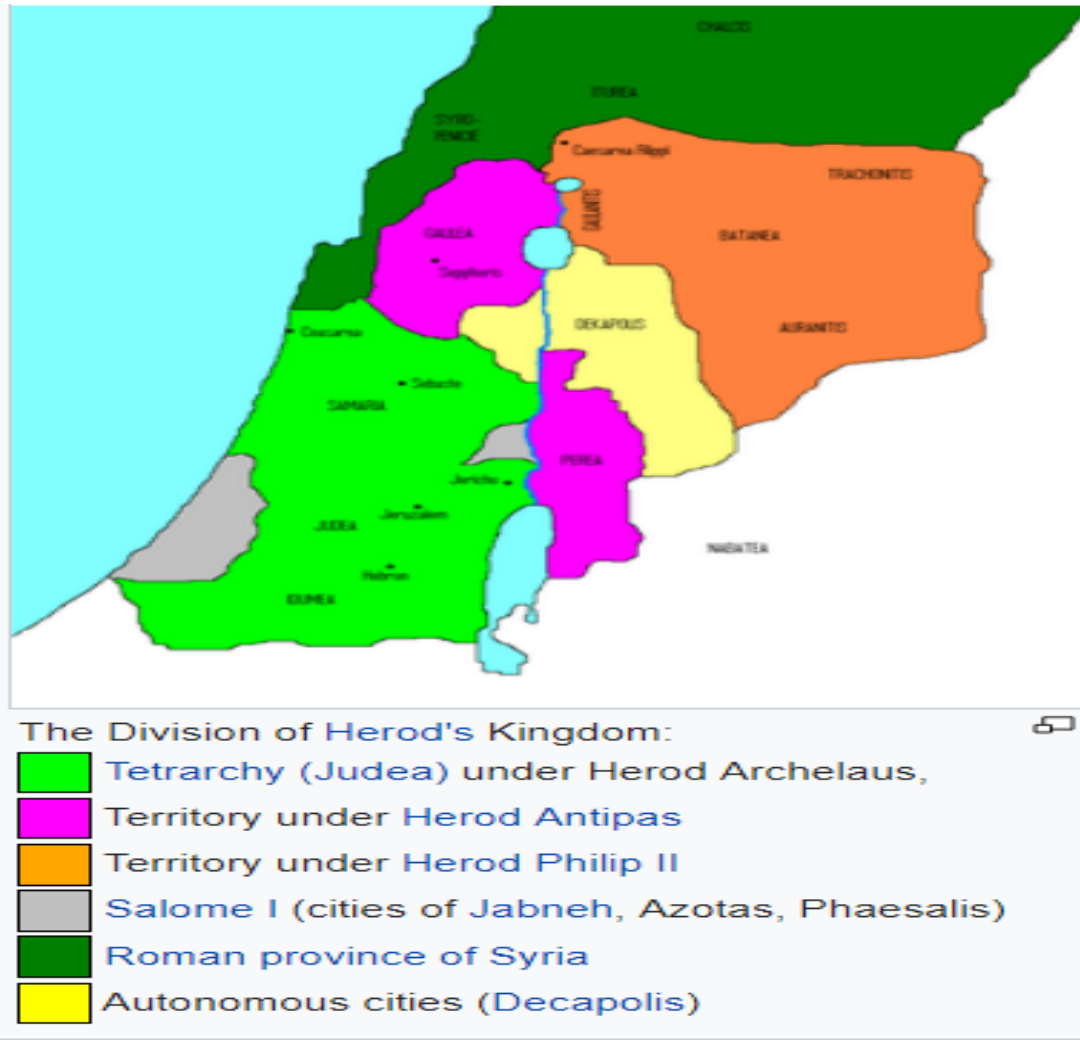 CHALCIS
ITUREA
SYRO-
FENICIË
Caesarea Filippi
TRACHONITIS
GAULANITIS
GALILEA
BATANEA
Sepphoris
DEKAPOLIS
AURANITIS
Caesarea
Sebaste
SAMARIA
PEREA
Jericho
Jeruzalem
JUDEA
NABATEA
Hebron
IDUMEA
The Division of Herod's Kingdom:
Tetrarchy (Judea) under Herod Archelaus,
Territory under Herod Antipas
Territory under Herod Philip II
Salome I (cities of Jabneh, Azotas, Phaesalis)
Roman province of Syria
Autonomous cities (Decapolis)